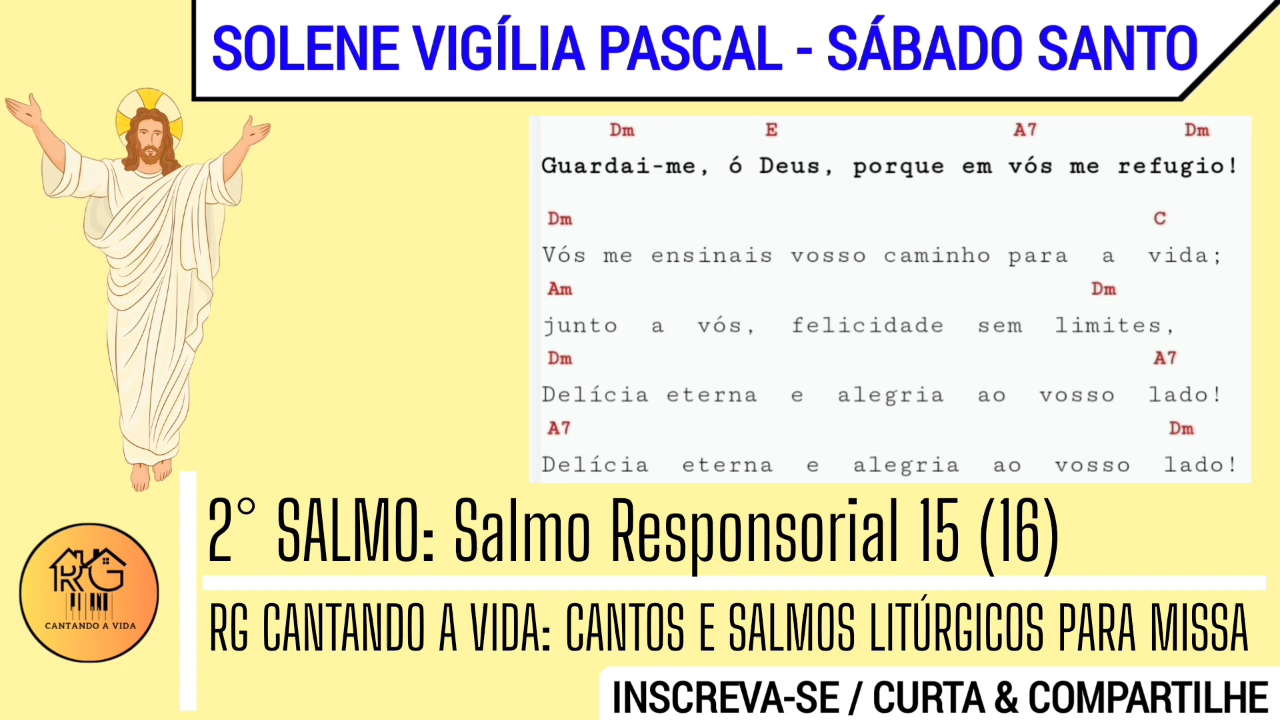 SOLENE VIGÍLIA PASCAL - SÁBADO SANTO
Dm E A7 Dm
Guardai-me, ó Deus, porque em vós me refugio!
Dm C
Vós me ensinais vosso caminho para a vida;
Am Dm
junto a vós, felicidade sem limites,
Dm A7
Delícia eterna e alegria ao vosso lado!
A7 Dm
Delícia eterna e alegria ao vosso lado!
2° SALMO: Salmo Responsorial 15 (16)
RG CANTANDO A VIDA: CANTOS E SALMOS LITÚRGICOS PARA MISSA
RG
PIANO
CANTANDO A VIDA
INSCREVA-SE / CURTA & COMPARTILHE